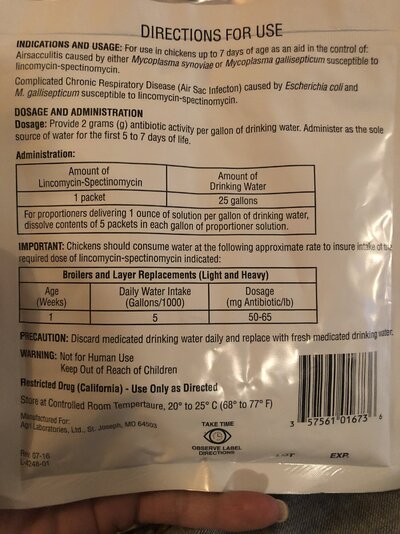 DIRECTIONS FOR USE
INDICATIONS AND USAGE: For use in chickens up to 7 days of age as an aid in the control of:
Airsacculitis caused by either Mycoplasma synoviae or Mycoplasma gallisepticum susceptible to
lincomycin-spectinomycin.
Complicated Chronic Respiratory Disease (Air Sac Infecton) caused by Escherichia coli and
M. gallisepticum susceptible to lincomycin-spectinomycin.
DOSAGE AND ADMINISTRATION
Dosage: Provide 2 grams (g) antibiotic activity per gallon of drinking water. Administer as the sole
source of water for the first 5 to 7 days of life.
Administration:
Amount of Amount of
Lincomycin-Spectinomycin Drinking Water
1 packet 25 gallons
For proportioners delivering 1 ounce of solution per gallon of drinking water,
dissolve contents of 5 packets in each gallon of proportioner solution.
IMPORTANT: Chickens should consume water at the following approximate rate to insure intake of the
required dose of lincomycin-spectinomycin indicated:
Broilers and Layer Replacements (Light and Heavy)
Age Daily Water Intake Dosage
(Weeks) (Gallons/1000) (mg Antibiotic/lb)
1 5 50-65
PRECAUTION: Discard medicated drinking water daily and replace with fresh medicated drinking water.
WARNING: Not for Human Use
Keep Out of Reach of Children
Restricted Drug (California) - Use Only as Directed
Store at Controlled Room Tempertaure, 20° to 25° C (68° to 77° F)
Manufactured For:
Agri Laboratories, Ltd., St. Joseph, MO 64503
TAKE TIME
OBSERVE LABEL
DIRECTIONS
3 57561 01673 6
Rev 07-16
L-4248-01
LOT EXP.